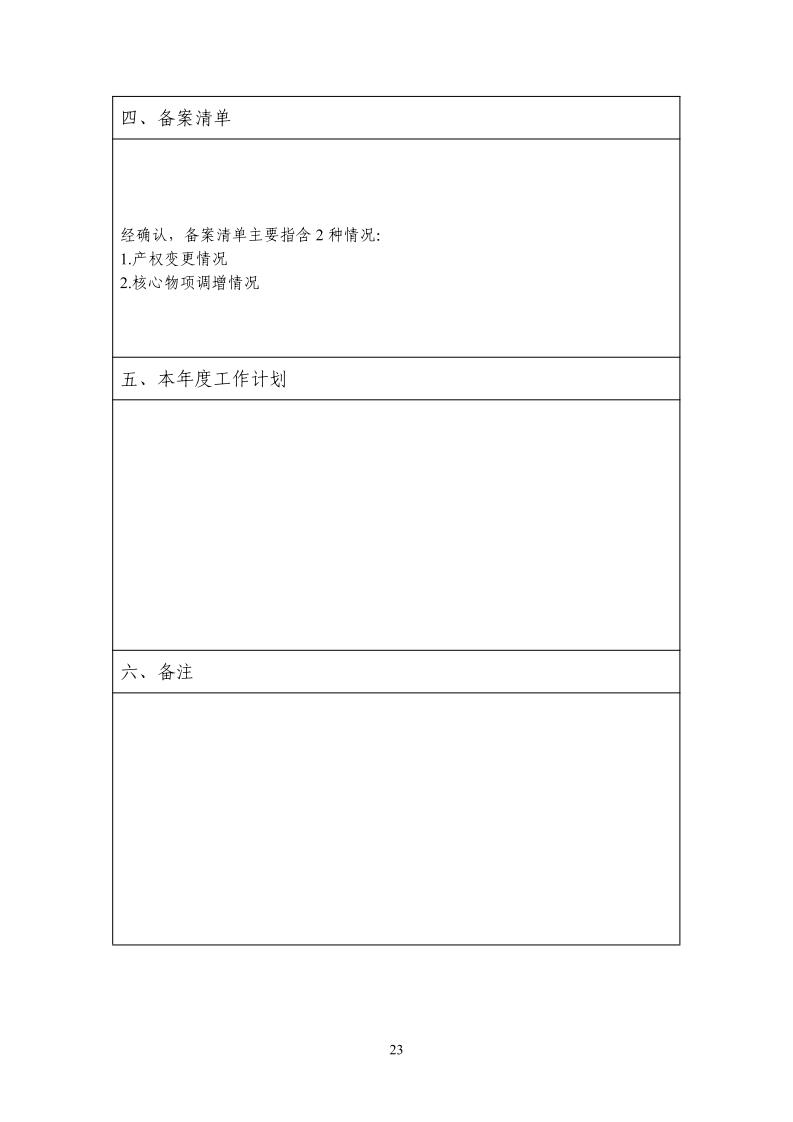 四、备案清单
经确认，备案清单主要指含 2 种情况:
1.产权变更情况
2.核心物项调增情况
五、本年度工作计划
六、备注
23